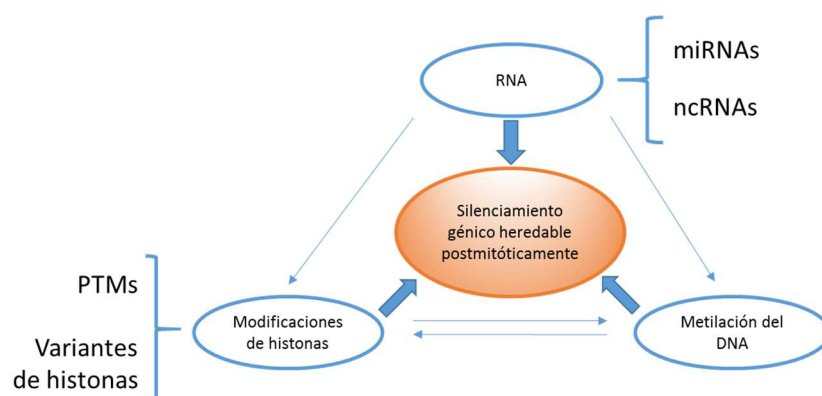 miRNAs
RNA
ncRNAs
Silenciamiento
génico heredable
postmitóticamente
PTMs
Modificaciones
de histonas
Metilación del
DNA
Variantes
de histonas